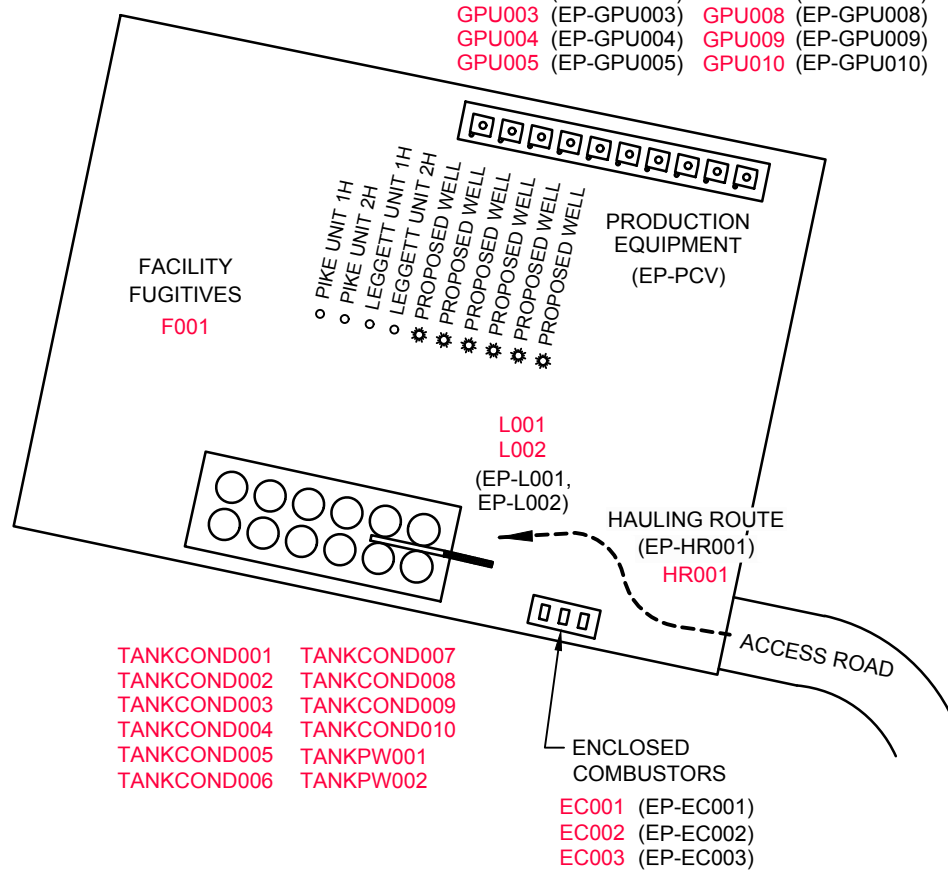 GPU003 (EP-GPU003) GPU008 (EP-GPU008)
GPU004 (EP-GPU004) GPU009 (EP-GPU009)
GPU005 (EP-GPU005) GPU010 (EP-GPU010)
PIKE UNIT 1H
PIKE UNIT 2H
LEGGETT UNIT 1H
LEGGETT UNIT 2H
PROPOSED WELL
PROPOSED WELL
PROPOSED WELL
PROPOSED WELL
PROPOSED WELL
PROPOSED WELL
PRODUCTION
EQUIPMENT
(EP-PCV)
FACILITY
FUGITIVES
F001
L001
L002
(EP-L001,
EP-L002)
HAULING ROUTE
(EP-HR001)
HR001
ACCESS ROAD
TANKCOND001 TANKCOND007
TANKCOND002 TANKCOND008
TANKCOND003 TANKCOND009
TANKCOND004 TANKCOND010
TANKCOND005 TANKPW001
TANKCOND006 TANKPW002
ENCLOSED
COMBUSTORS
EC001 (EP-EC001)
EC002 (EP-EC002)
EC003 (EP-EC003)